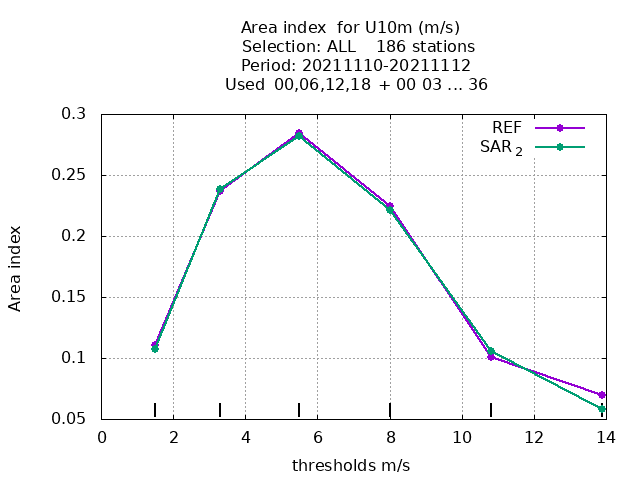 Area index  for U10m (m/s)
Selection: ALL    186 stations
Period: 20211110-20211112
Used  00,06,12,18  + 00 03 ... 36
REF
SAR 2
0.3
0.25
0.2
0.15
0.1
0.05
Area index
0 2 4 6 8 10 12 14
thresholds m/s